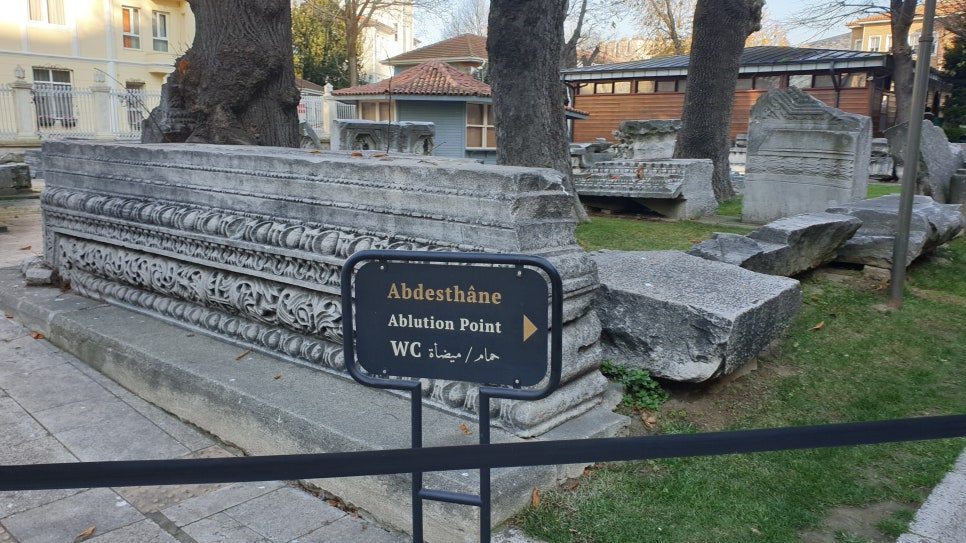 Abdesthâne
Ablution Point
WC حمام / ميضأة